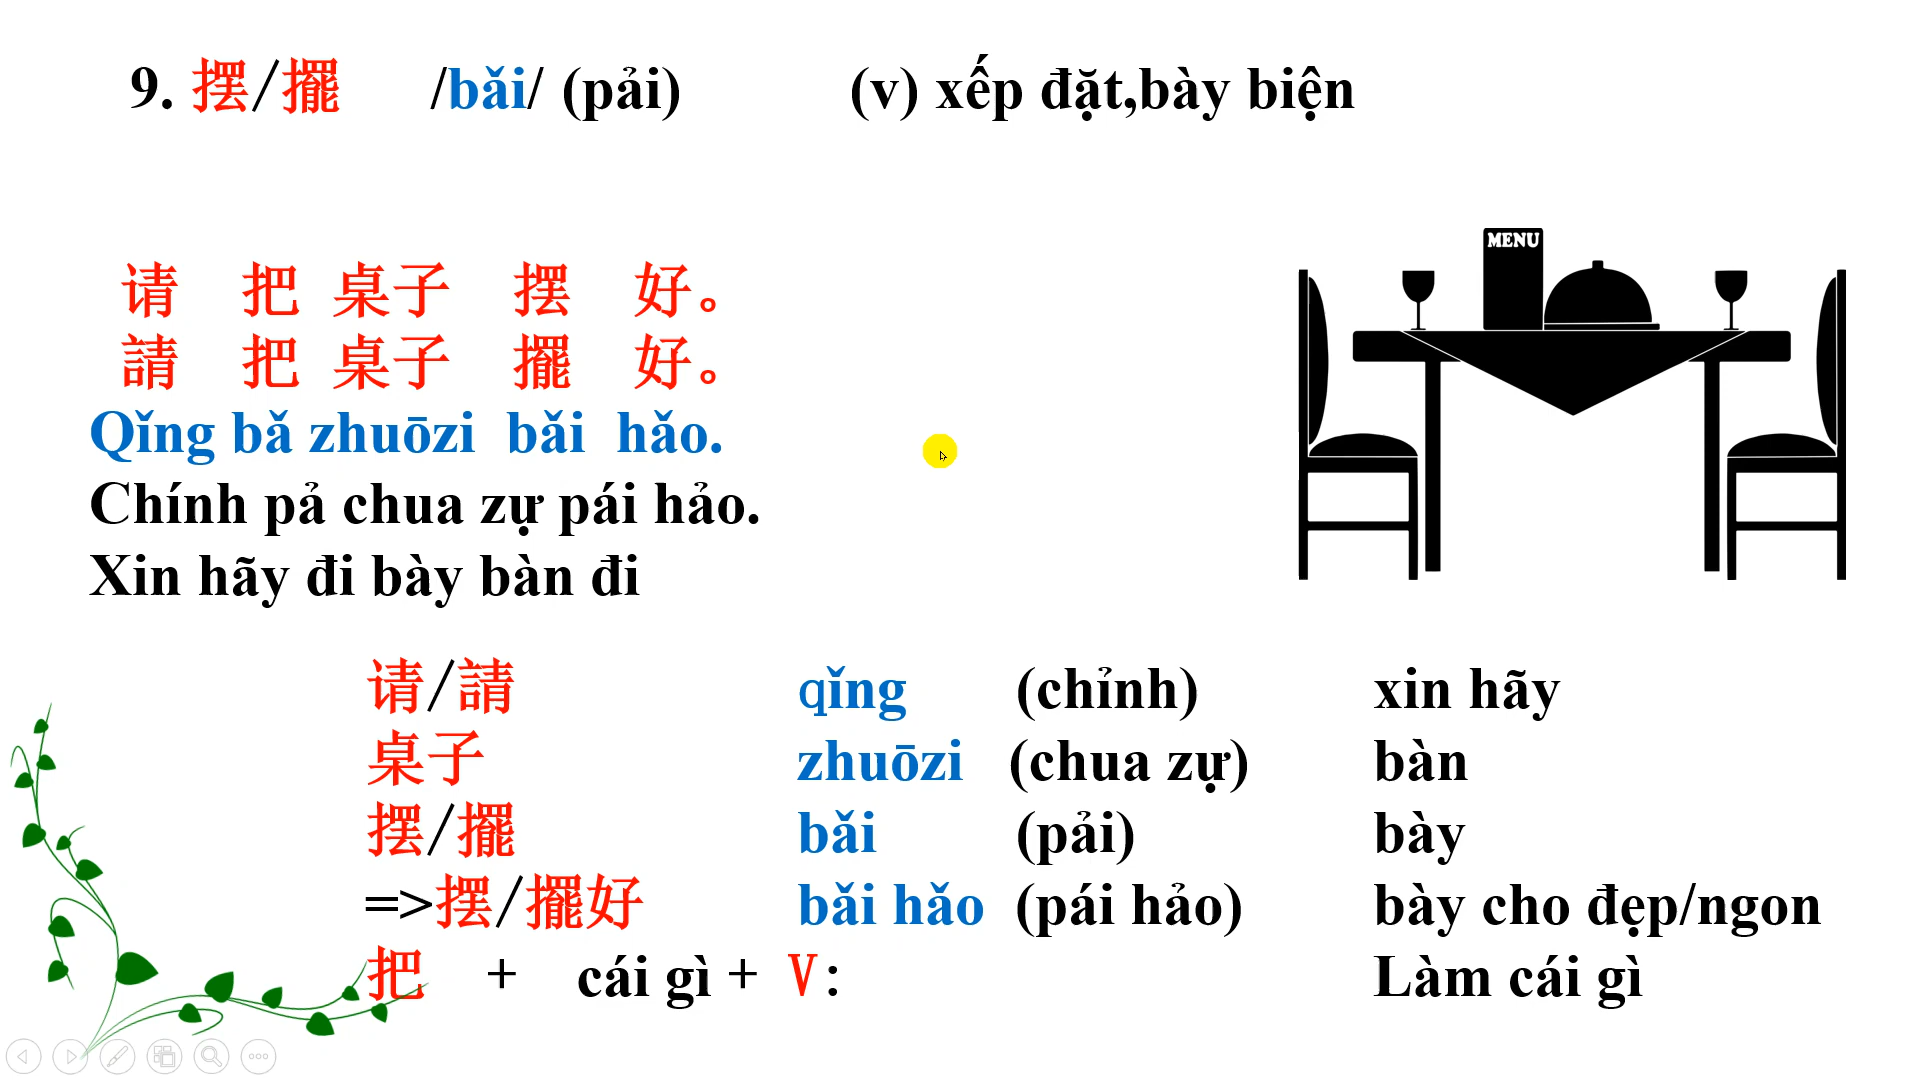 9. 摆/擺 /bǎi/ (pải) (v) xếp đặt,bày biện
MENU
请 把 桌子 摆 好。
請 把 桌子 擺 好。
Qǐng bǎ zhuōzi bǎi hǎo.
Chính pả chua zự pái hảo.
Xin hãy đi bày bàn đi
请/請 qǐng (chỉnh) xin hãy
桌子 zhuōzi (chua zự) bàn
摆/擺 bǎi (pải) bày
=>摆/擺好 bǎi hǎo (pái hảo) bày cho đẹp/ngon
把 + cái gì + V: Làm cái gì